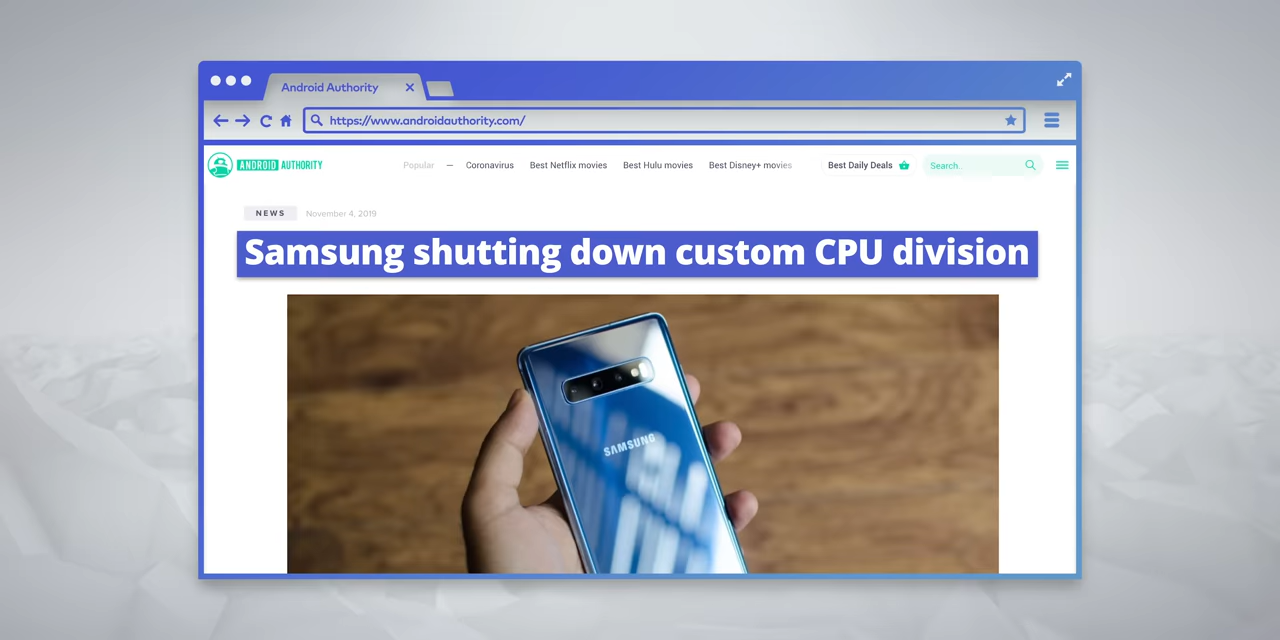 Android Authority
https://www.androidauthority.com/
ANDROID AUTHORITY
Popular — Coronavirus Best Netflix movies Best Hulu movies Best Disney+ movies Best Daily Deals Search..
NEWS November 4, 2019
Samsung shutting down custom CPU division
SAMSUNG